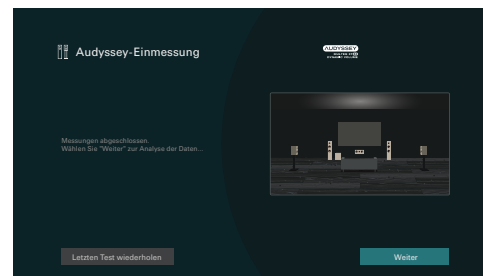 Audyssey-Einmessung
AUDYSSEY
Messungen abgeschlossen.
Wählen Sie "Weiter" zur Analyse der Daten...
Letzten Test wiederholen
Weiter